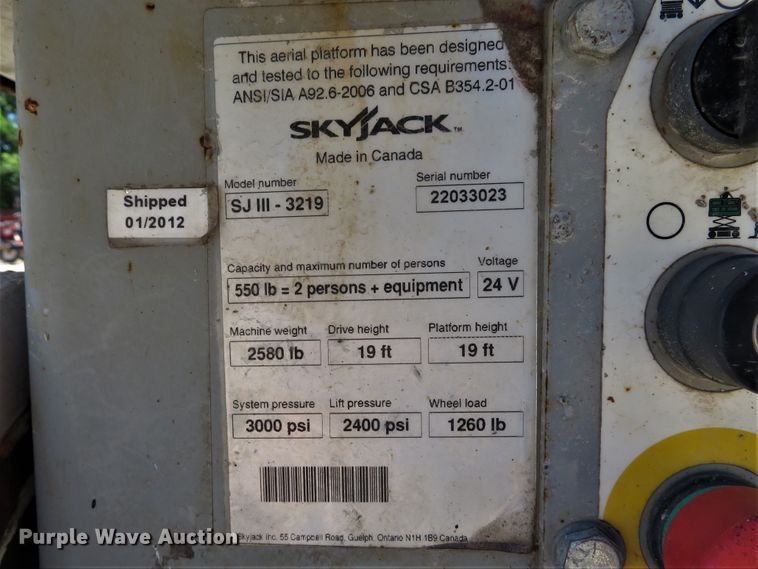 This aerial platform has been designed
and tested to the following requirements:
ANSI/SIA A92.6-2006 and CSA B354.2-01
SKYJACK™
Made in Canada
Model number Serial number
SJ III - 3219 22033023
Shipped
01/2012
Capacity and maximum number of persons Voltage
550 lb = 2 persons + equipment 24 V
Machine weight Drive height Platform height
2580 lb 19 ft 19 ft
System pressure Lift pressure Wheel load
3000 psi 2400 psi 1260 lb
Skyjack Inc. 55 Campbell Road, Guelph, Ontario N1H 1B9 Canada
Purple Wave Auction